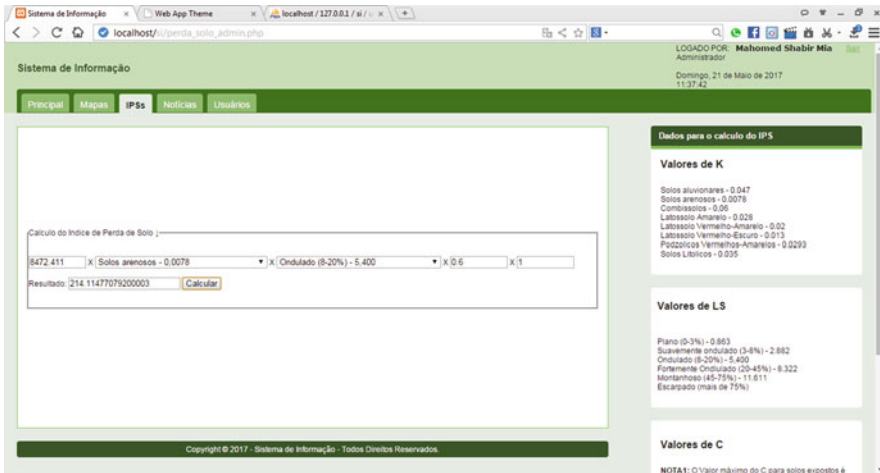 Sistema de Informação
Web App Theme
localhost / 127.0.0.1 / si /
localhost/si/perda_solo_admin.php
LOGADO POR: Mahomed Shabir Mia Sair
Administrador
Domingo, 21 de Maio de 2017
11:37:42
Sistema de Informação
Principal Mapas IPSs Notícias Usuários
Calculo do Indice de Perda de Solo
8472.411 X Solos arenosos - 0,0078 X Ondulado (8-20%) - 5,400 X 0.6 X 1
Resultado: 214.11477079200003 Calcular
Dados para o calculo do IPS
Valores de K
Solos aluvionares - 0.047
Solos arenosos - 0.0078
Combissolos - 0.06
Latossolo Amarelo - 0.028
Latossolo Vermelho-Amarelo - 0.02
Latossolo Vermelho-Escuro - 0.013
Podzolicos Vermelhos-Amarelos - 0.0293
Solos Litolicos - 0.035
Valores de LS
Plano (0-3%) - 0.863
Suavemente ondulado (3-8%) - 2.882
Ondulado (8-20%) - 5,400
Fortemente Ondulado (20-45%) - 8.322
Montanhoso (45-75%) - 11.611
Escarpado (mais de 75%)
Valores de C
NOTA1: O Valor máximo do C para solos expostos é
Copyright © 2017 - Sistema de Informação - Todos Direitos Reservados.